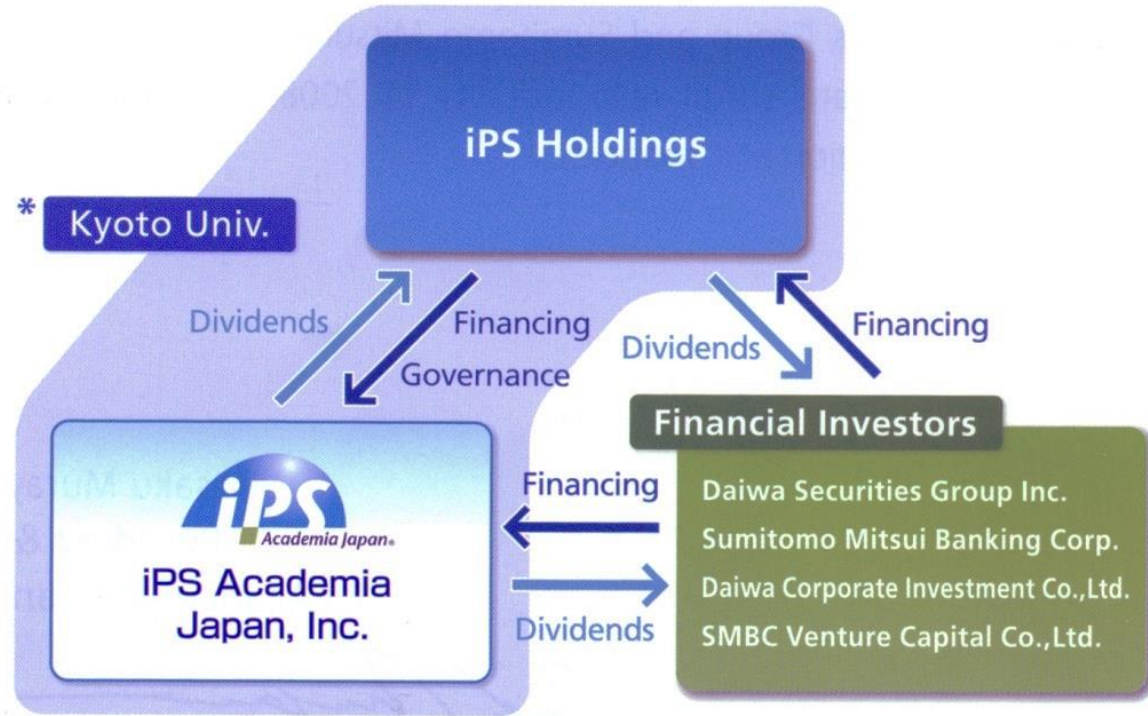 iPS Holdings
*
Kyoto Univ.
Dividends
Financing
Governance
Dividends
Financing
Financial Investors
Daiwa Securities Group Inc.
Sumitomo Mitsui Banking Corp.
Daiwa Corporate Investment Co.,Ltd.
SMBC Venture Capital Co.,Ltd.
Financing
Dividends
iPS
Academia Japan®
iPS Academia
Japan, Inc.